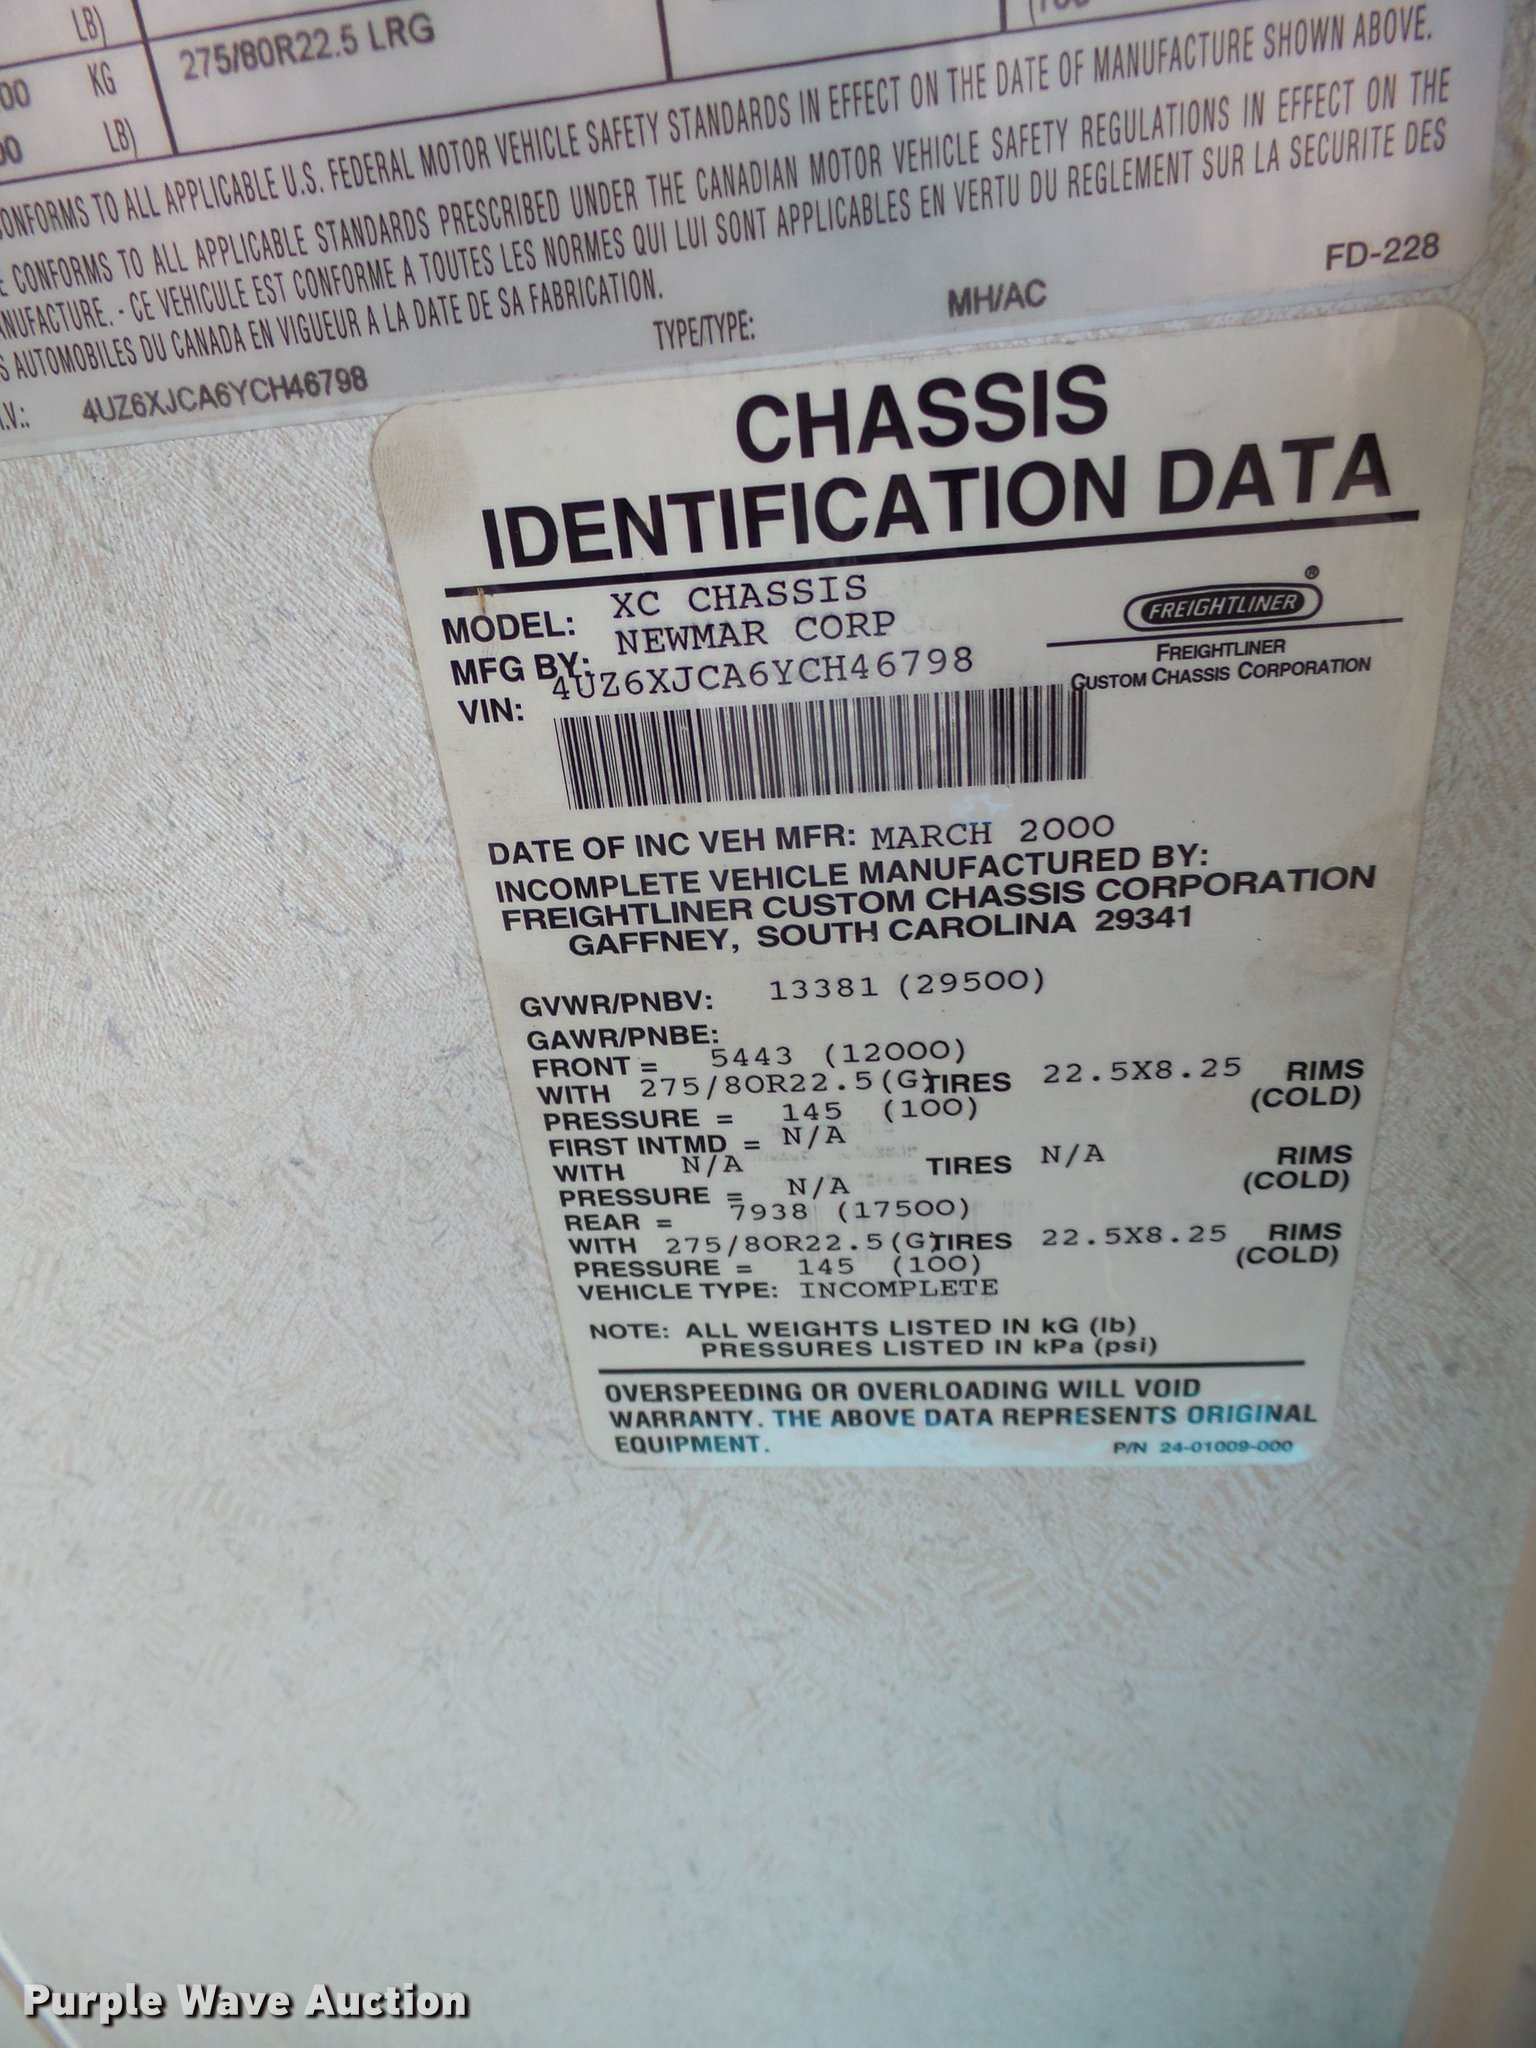 LB)
275/80R22.5 LRG
00 KG
00 LB)
CONFORMS TO ALL APPLICABLE U.S. FEDERAL MOTOR VEHICLE SAFETY STANDARDS IN EFFECT ON THE DATE OF MANUFACTURE SHOWN ABOVE.
E CONFORMS TO ALL APPLICABLE STANDARDS PRESCRIBED UNDER THE CANADIAN MOTOR VEHICLE SAFETY REGULATIONS IN EFFECT ON THE
ANUFACTURE. - CE VEHICULE EST CONFORME A TOUTES LES NORMES QUI LUI SONT APPLICABLES EN VERTU DU REGLEMENT SUR LA SECURITE DES
S AUTOMOBILES DU CANADA EN VIGUEUR A LA DATE DE SA FABRICATION.
FD-228
TYPE/TYPE: MH/AC
I.V.: 4UZ6XJCA6YCH46798
CHASSIS
IDENTIFICATION DATA
MODEL: XC CHASSIS
MFG BY: NEWMAR CORP
VIN: 4UZ6XJCA6YCH46798
FREIGHTLINER ®
FREIGHTLINER
CUSTOM CHASSIS CORPORATION
DATE OF INC VEH MFR: MARCH 2000
INCOMPLETE VEHICLE MANUFACTURED BY:
FREIGHTLINER CUSTOM CHASSIS CORPORATION
GAFFNEY, SOUTH CAROLINA 29341
GVWR/PNBV: 13381 (29500)
GAWR/PNBE:
FRONT = 5443 (12000)
WITH 275/80R22.5(G) TIRES 22.5X8.25 RIMS
PRESSURE = 145 (100) (COLD)
FIRST INTMD = N/A
WITH N/A TIRES N/A RIMS
PRESSURE = N/A (COLD)
REAR = 7938 (17500)
WITH 275/80R22.5(G) TIRES 22.5X8.25 RIMS
PRESSURE = 145 (100) (COLD)
VEHICLE TYPE: INCOMPLETE
NOTE: ALL WEIGHTS LISTED IN kG (lb)
PRESSURES LISTED IN kPa (psi)
OVERSPEEDING OR OVERLOADING WILL VOID
WARRANTY. THE ABOVE DATA REPRESENTS ORIGINAL
EQUIPMENT.
P/N 24-01009-000
Purple Wave Auction